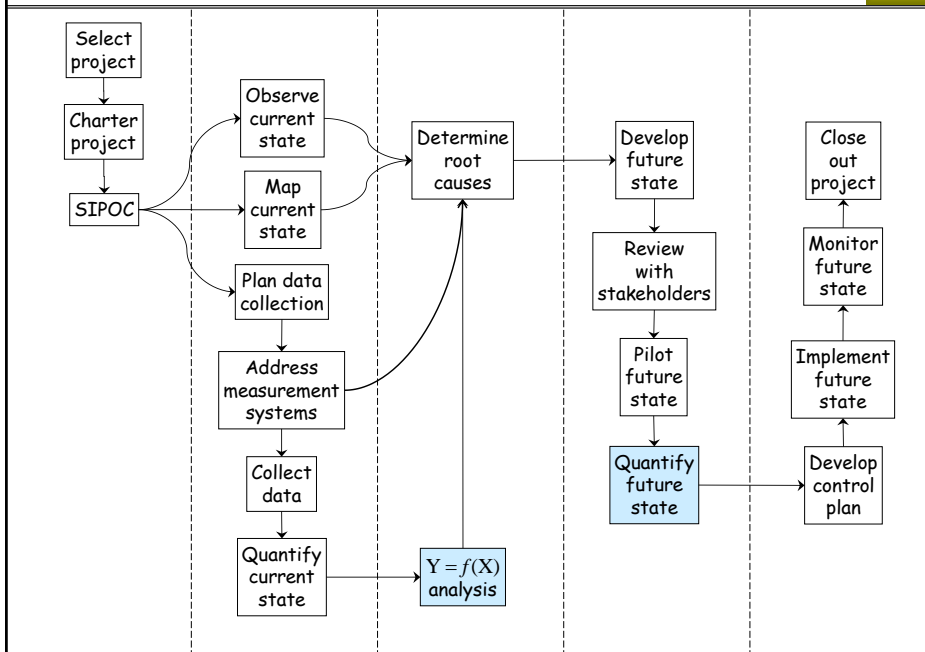 Select
project
Charter
project
SIPOC
Observe
current
state
Map
current
state
Plan data
collection
Address
measurement
systems
Collect
data
Quantify
current
state
Determine
root
causes
Y = f(X)
analysis
Develop
future
state
Review
with
stakeholders
Pilot
future
state
Quantify
future
state
Close
out
project
Monitor
future
state
Implement
future
state
Develop
control
plan